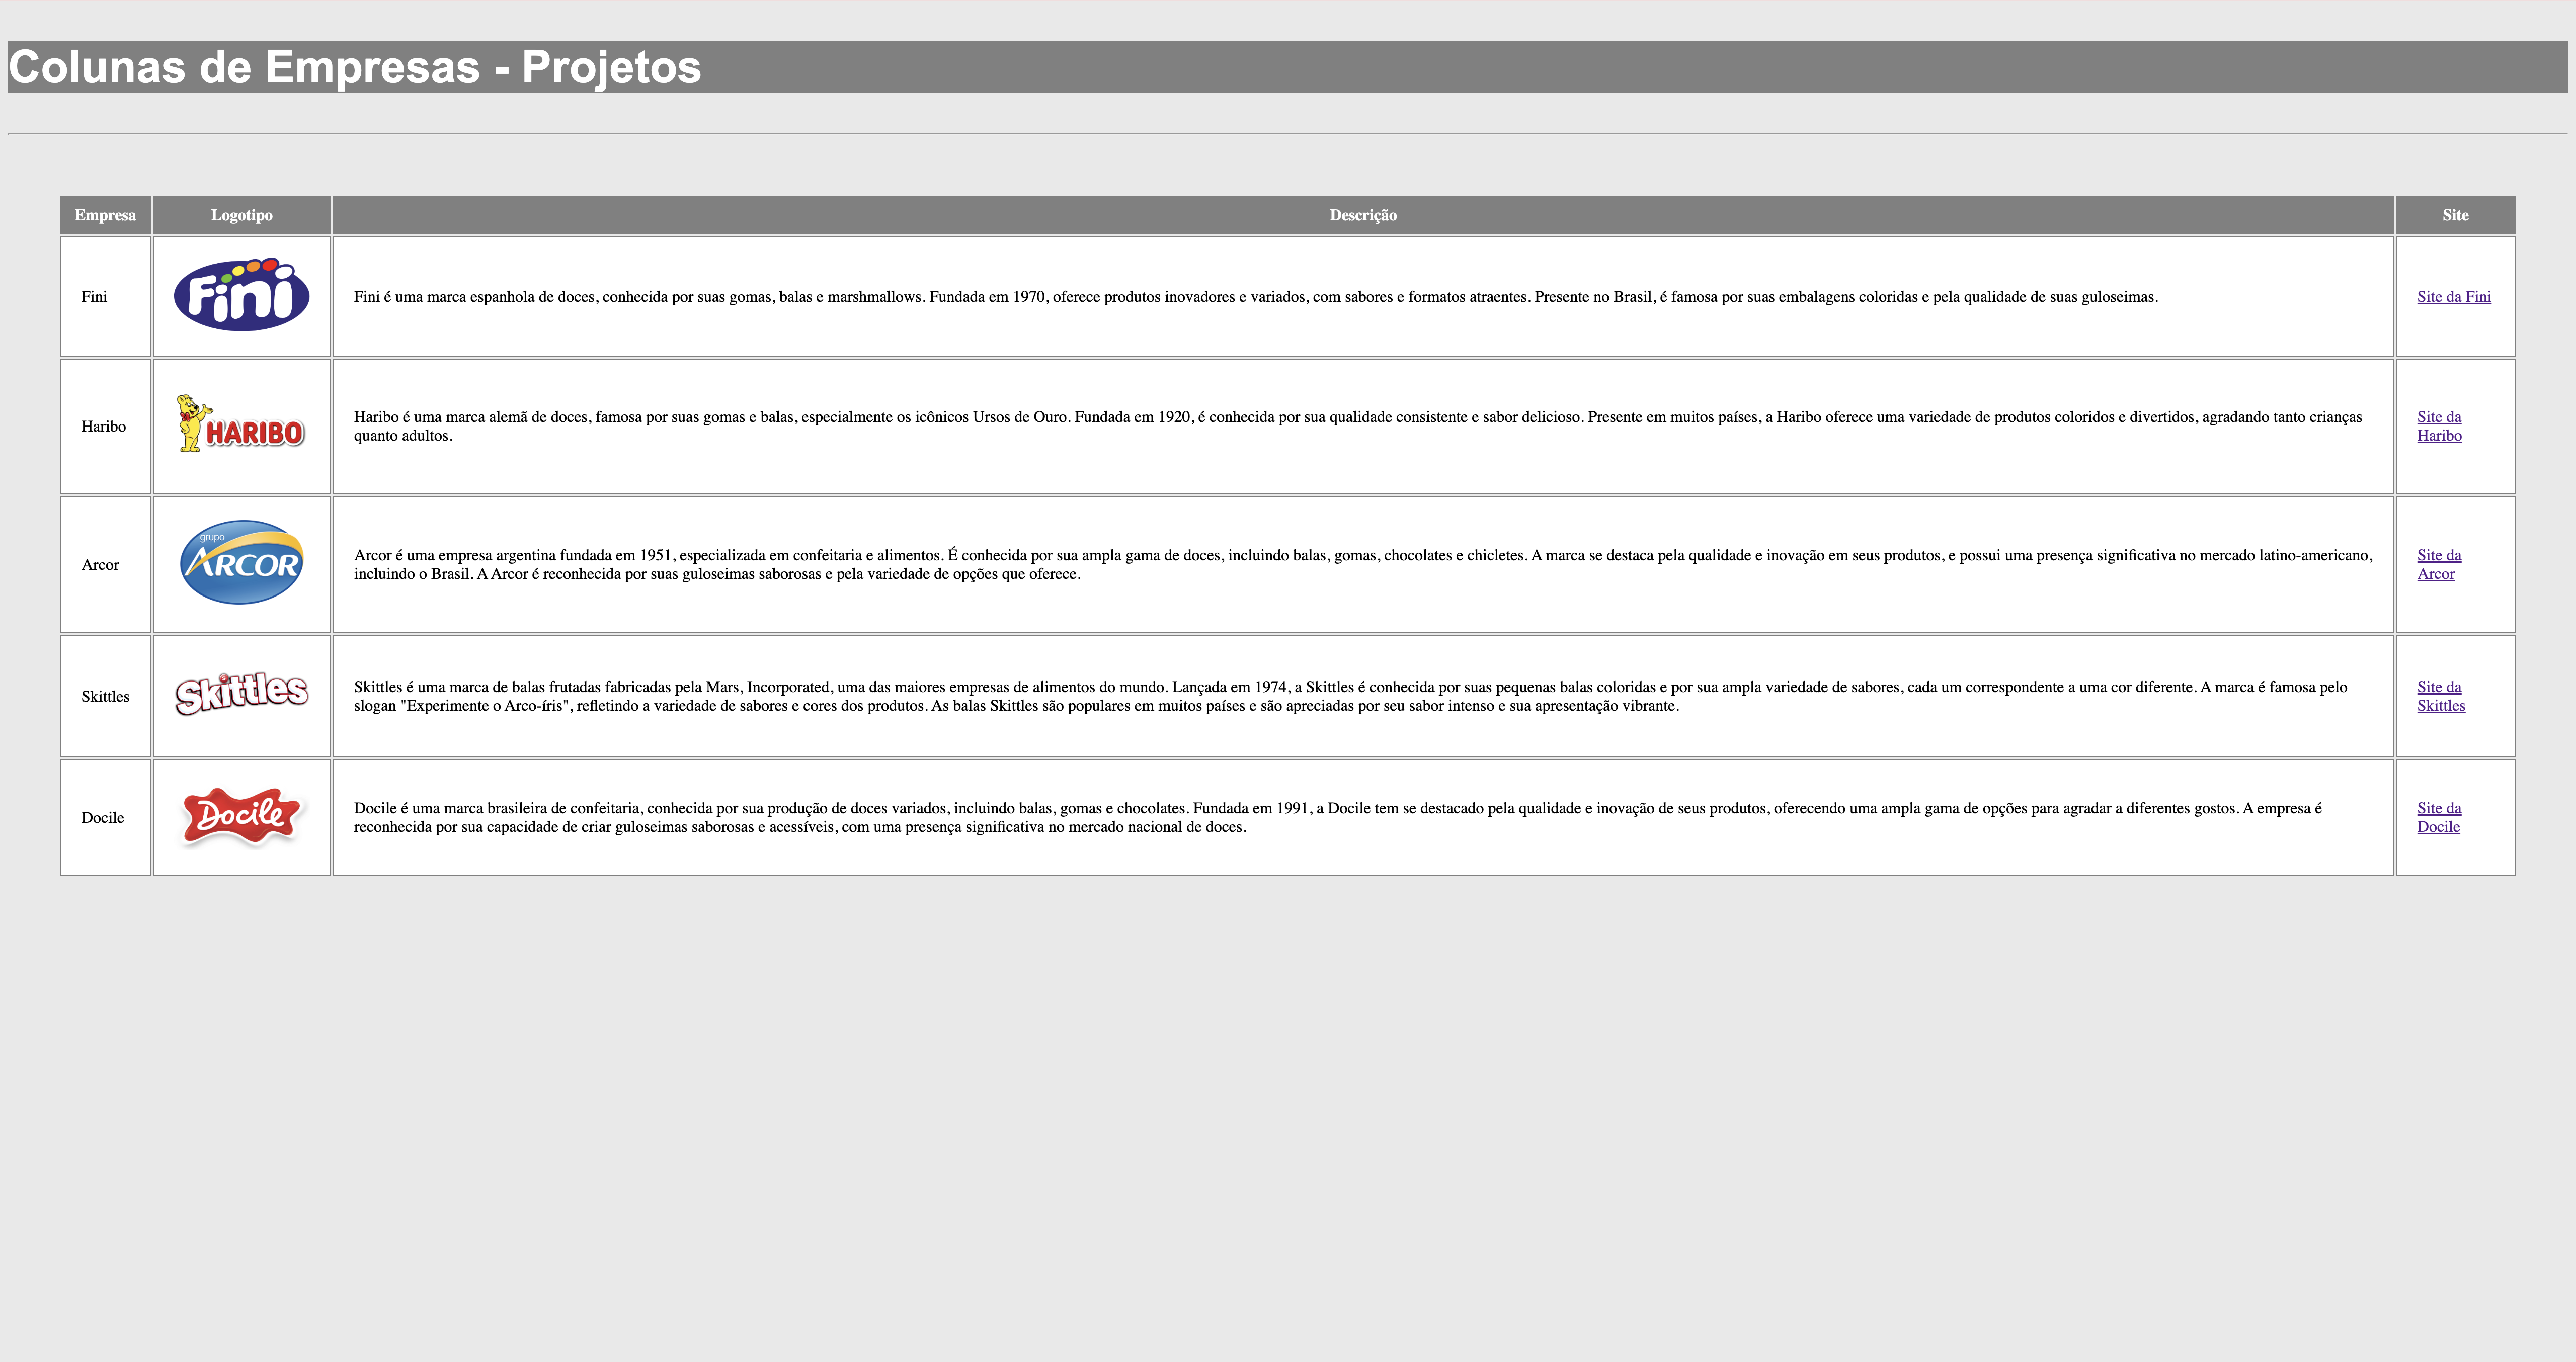 Colunas de Empresas - Projetos
Empresa Logotipo Descrição Site
Fini
Fini
Fini é uma marca espanhola de doces, conhecida por suas gomas, balas e marshmallows. Fundada em 1970, oferece produtos inovadores e variados, com sabores e formatos atraentes. Presente no Brasil, é famosa por suas embalagens coloridas e pela qualidade de suas guloseimas.
Site da Fini
Haribo
HARIBO
Haribo é uma marca alemã de doces, famosa por suas gomas e balas, especialmente os icônicos Ursos de Ouro. Fundada em 1920, é conhecida por sua qualidade consistente e sabor delicioso. Presente em muitos países, a Haribo oferece uma variedade de produtos coloridos e divertidos, agradando tanto crianças
quanto adultos.
Site da
Haribo
Arcor
grupo
ARCOR
Arcor é uma empresa argentina fundada em 1951, especializada em confeitaria e alimentos. É conhecida por sua ampla gama de doces, incluindo balas, gomas, chocolates e chicletes. A marca se destaca pela qualidade e inovação em seus produtos, e possui uma presença significativa no mercado latino-americano,
incluindo o Brasil. A Arcor é reconhecida por suas guloseimas saborosas e pela variedade de opções que oferece.
Site da
Arcor
Skittles
Skittles
Skittles é uma marca de balas frutadas fabricadas pela Mars, Incorporated, uma das maiores empresas de alimentos do mundo. Lançada em 1974, a Skittles é conhecida por suas pequenas balas coloridas e por sua ampla variedade de sabores, cada um correspondente a uma cor diferente. A marca é famosa pelo
slogan "Experimente o Arco-íris", refletindo a variedade de sabores e cores dos produtos. As balas Skittles são populares em muitos países e são apreciadas por seu sabor intenso e sua apresentação vibrante.
Site da
Skittles
Docile
Docile
Docile é uma marca brasileira de confeitaria, conhecida por sua produção de doces variados, incluindo balas, gomas e chocolates. Fundada em 1991, a Docile tem se destacado pela qualidade e inovação de seus produtos, oferecendo uma ampla gama de opções para agradar a diferentes gostos. A empresa é
reconhecida por sua capacidade de criar guloseimas saborosas e acessíveis, com uma presença significativa no mercado nacional de doces.
Site da
Docile